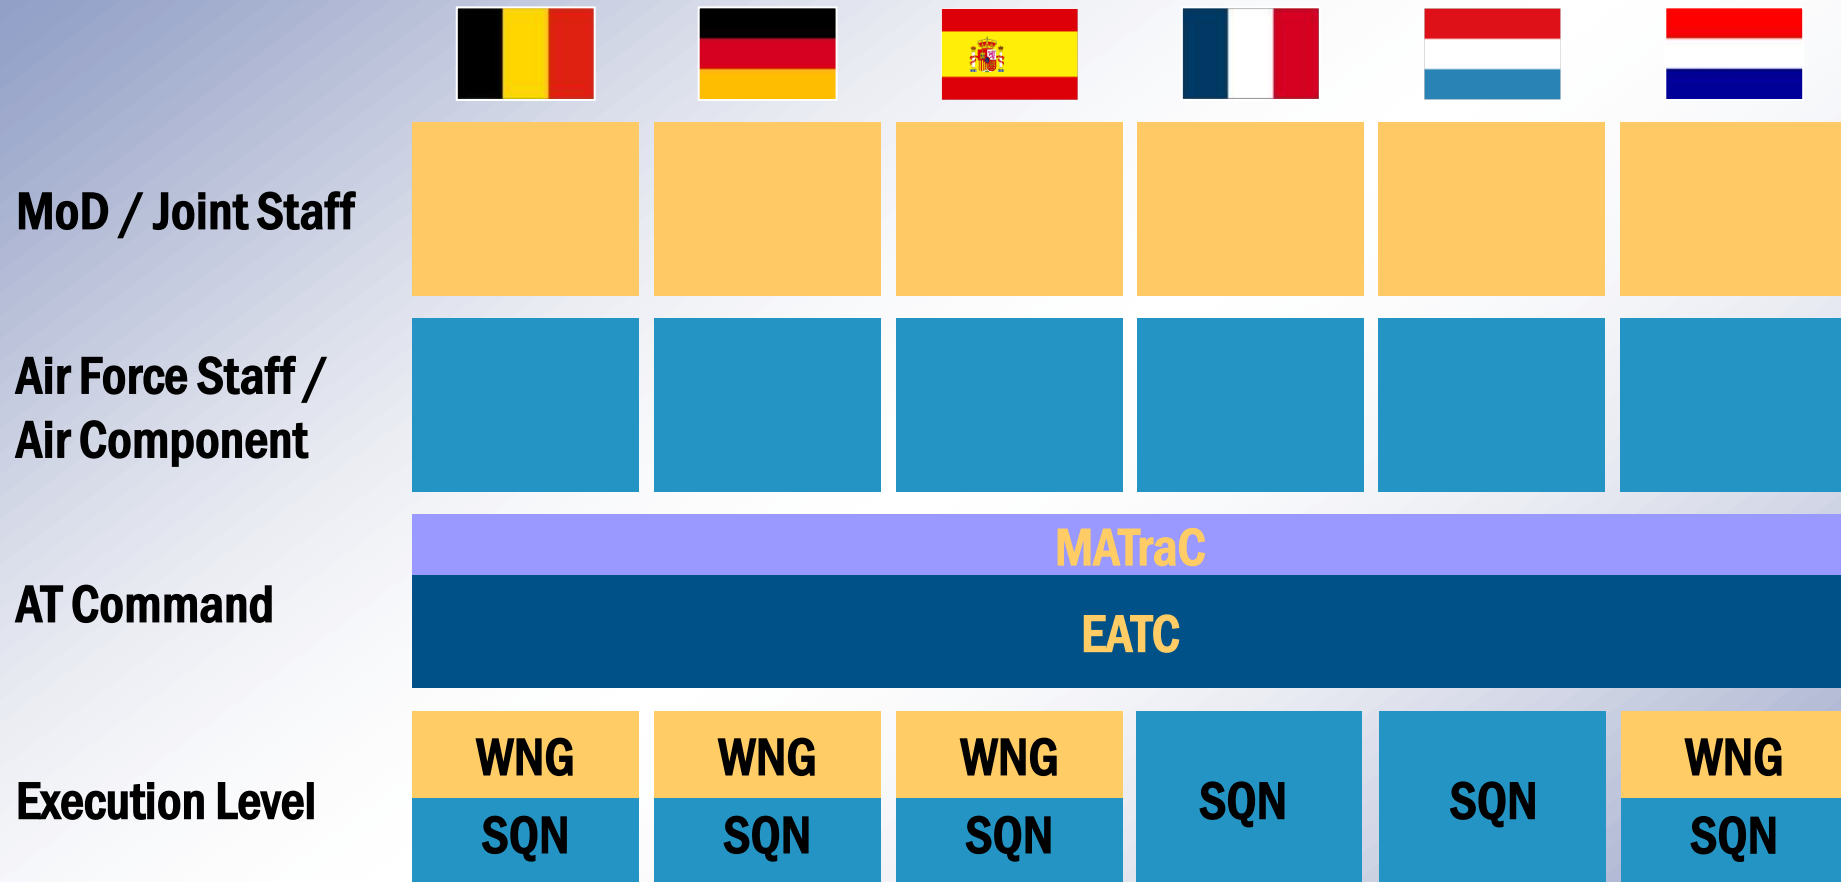 MoD / Joint Staff
Air Force Staff /
Air Component
MATraC
AT Command
EATC
Execution Level
WNG
WNG
WNG
WNG
SQN
SQN
SQN
SQN
SQN
SQN